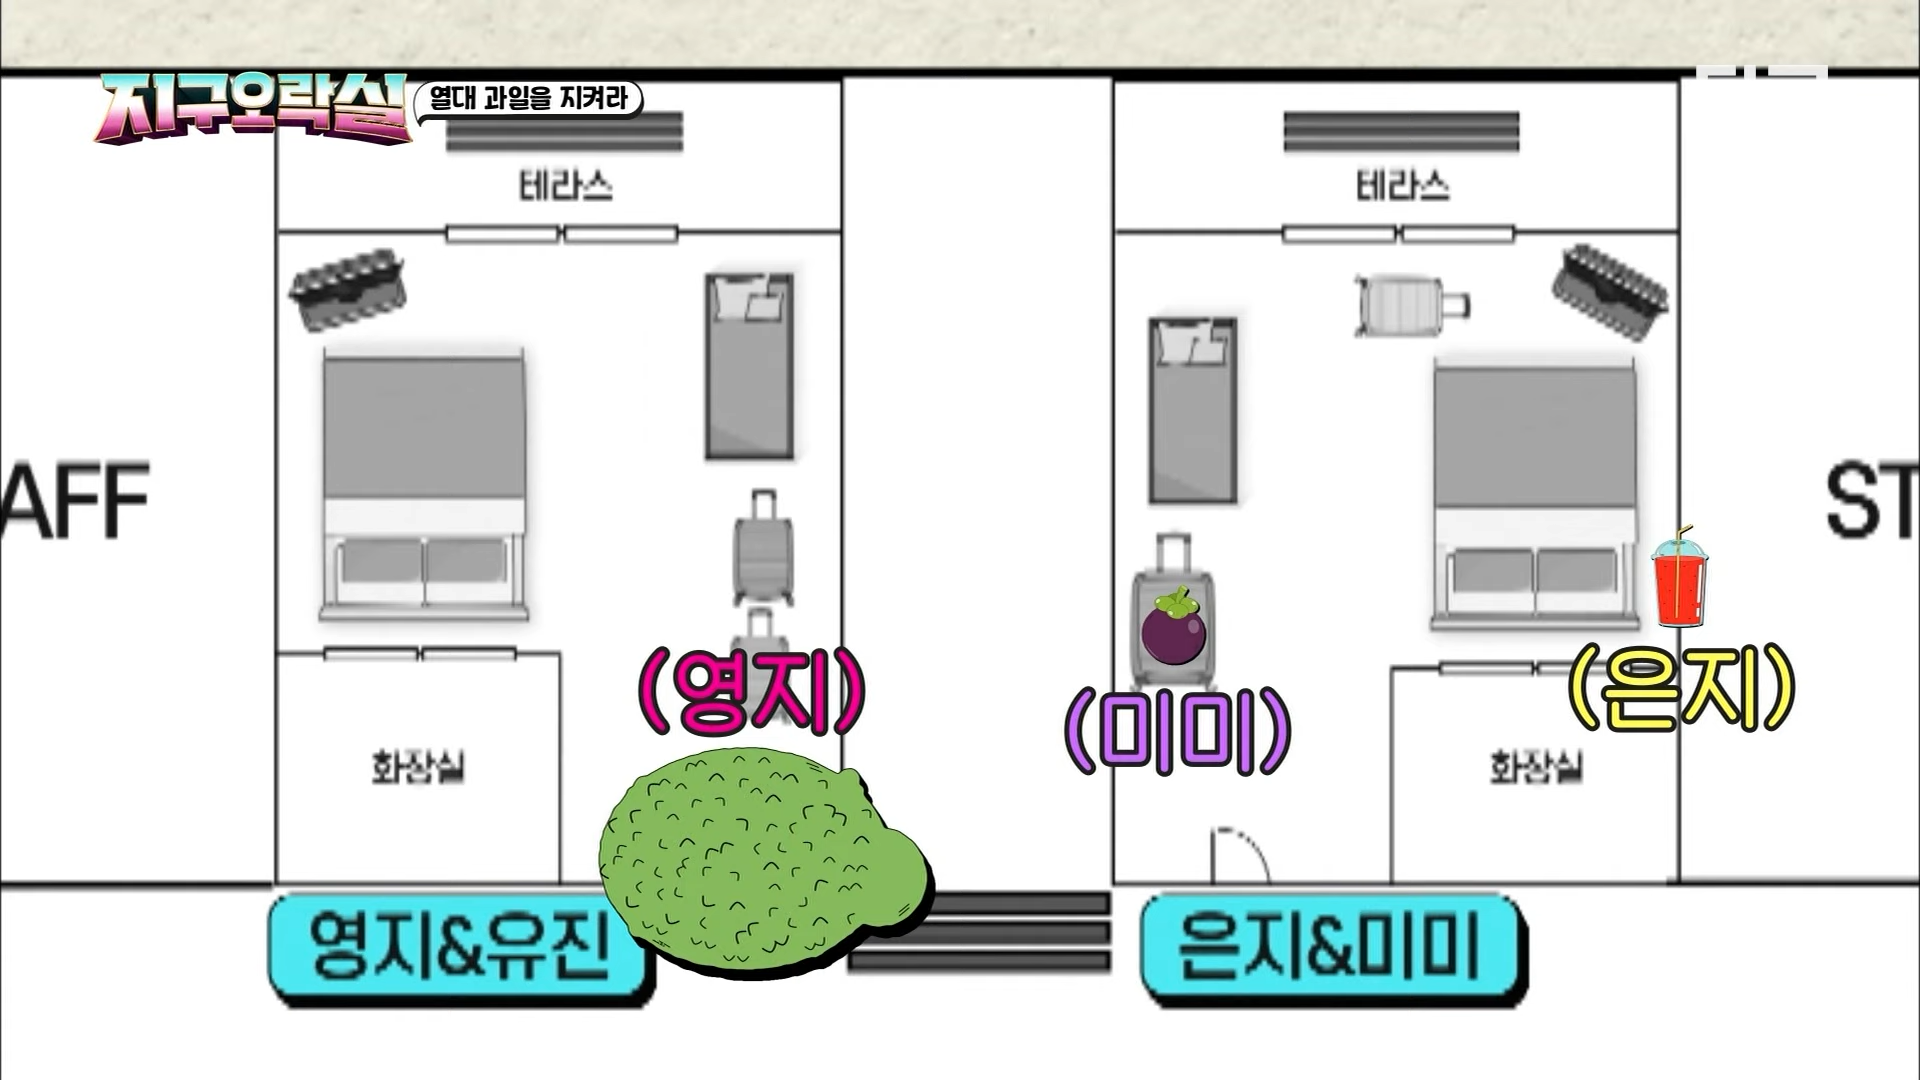 지구오락실
열대 과일을 지켜라
테라스
테라스
AFF
ST
(영지)
(미미)
(은지)
화장실
화장실
영지&유진
은지&미미